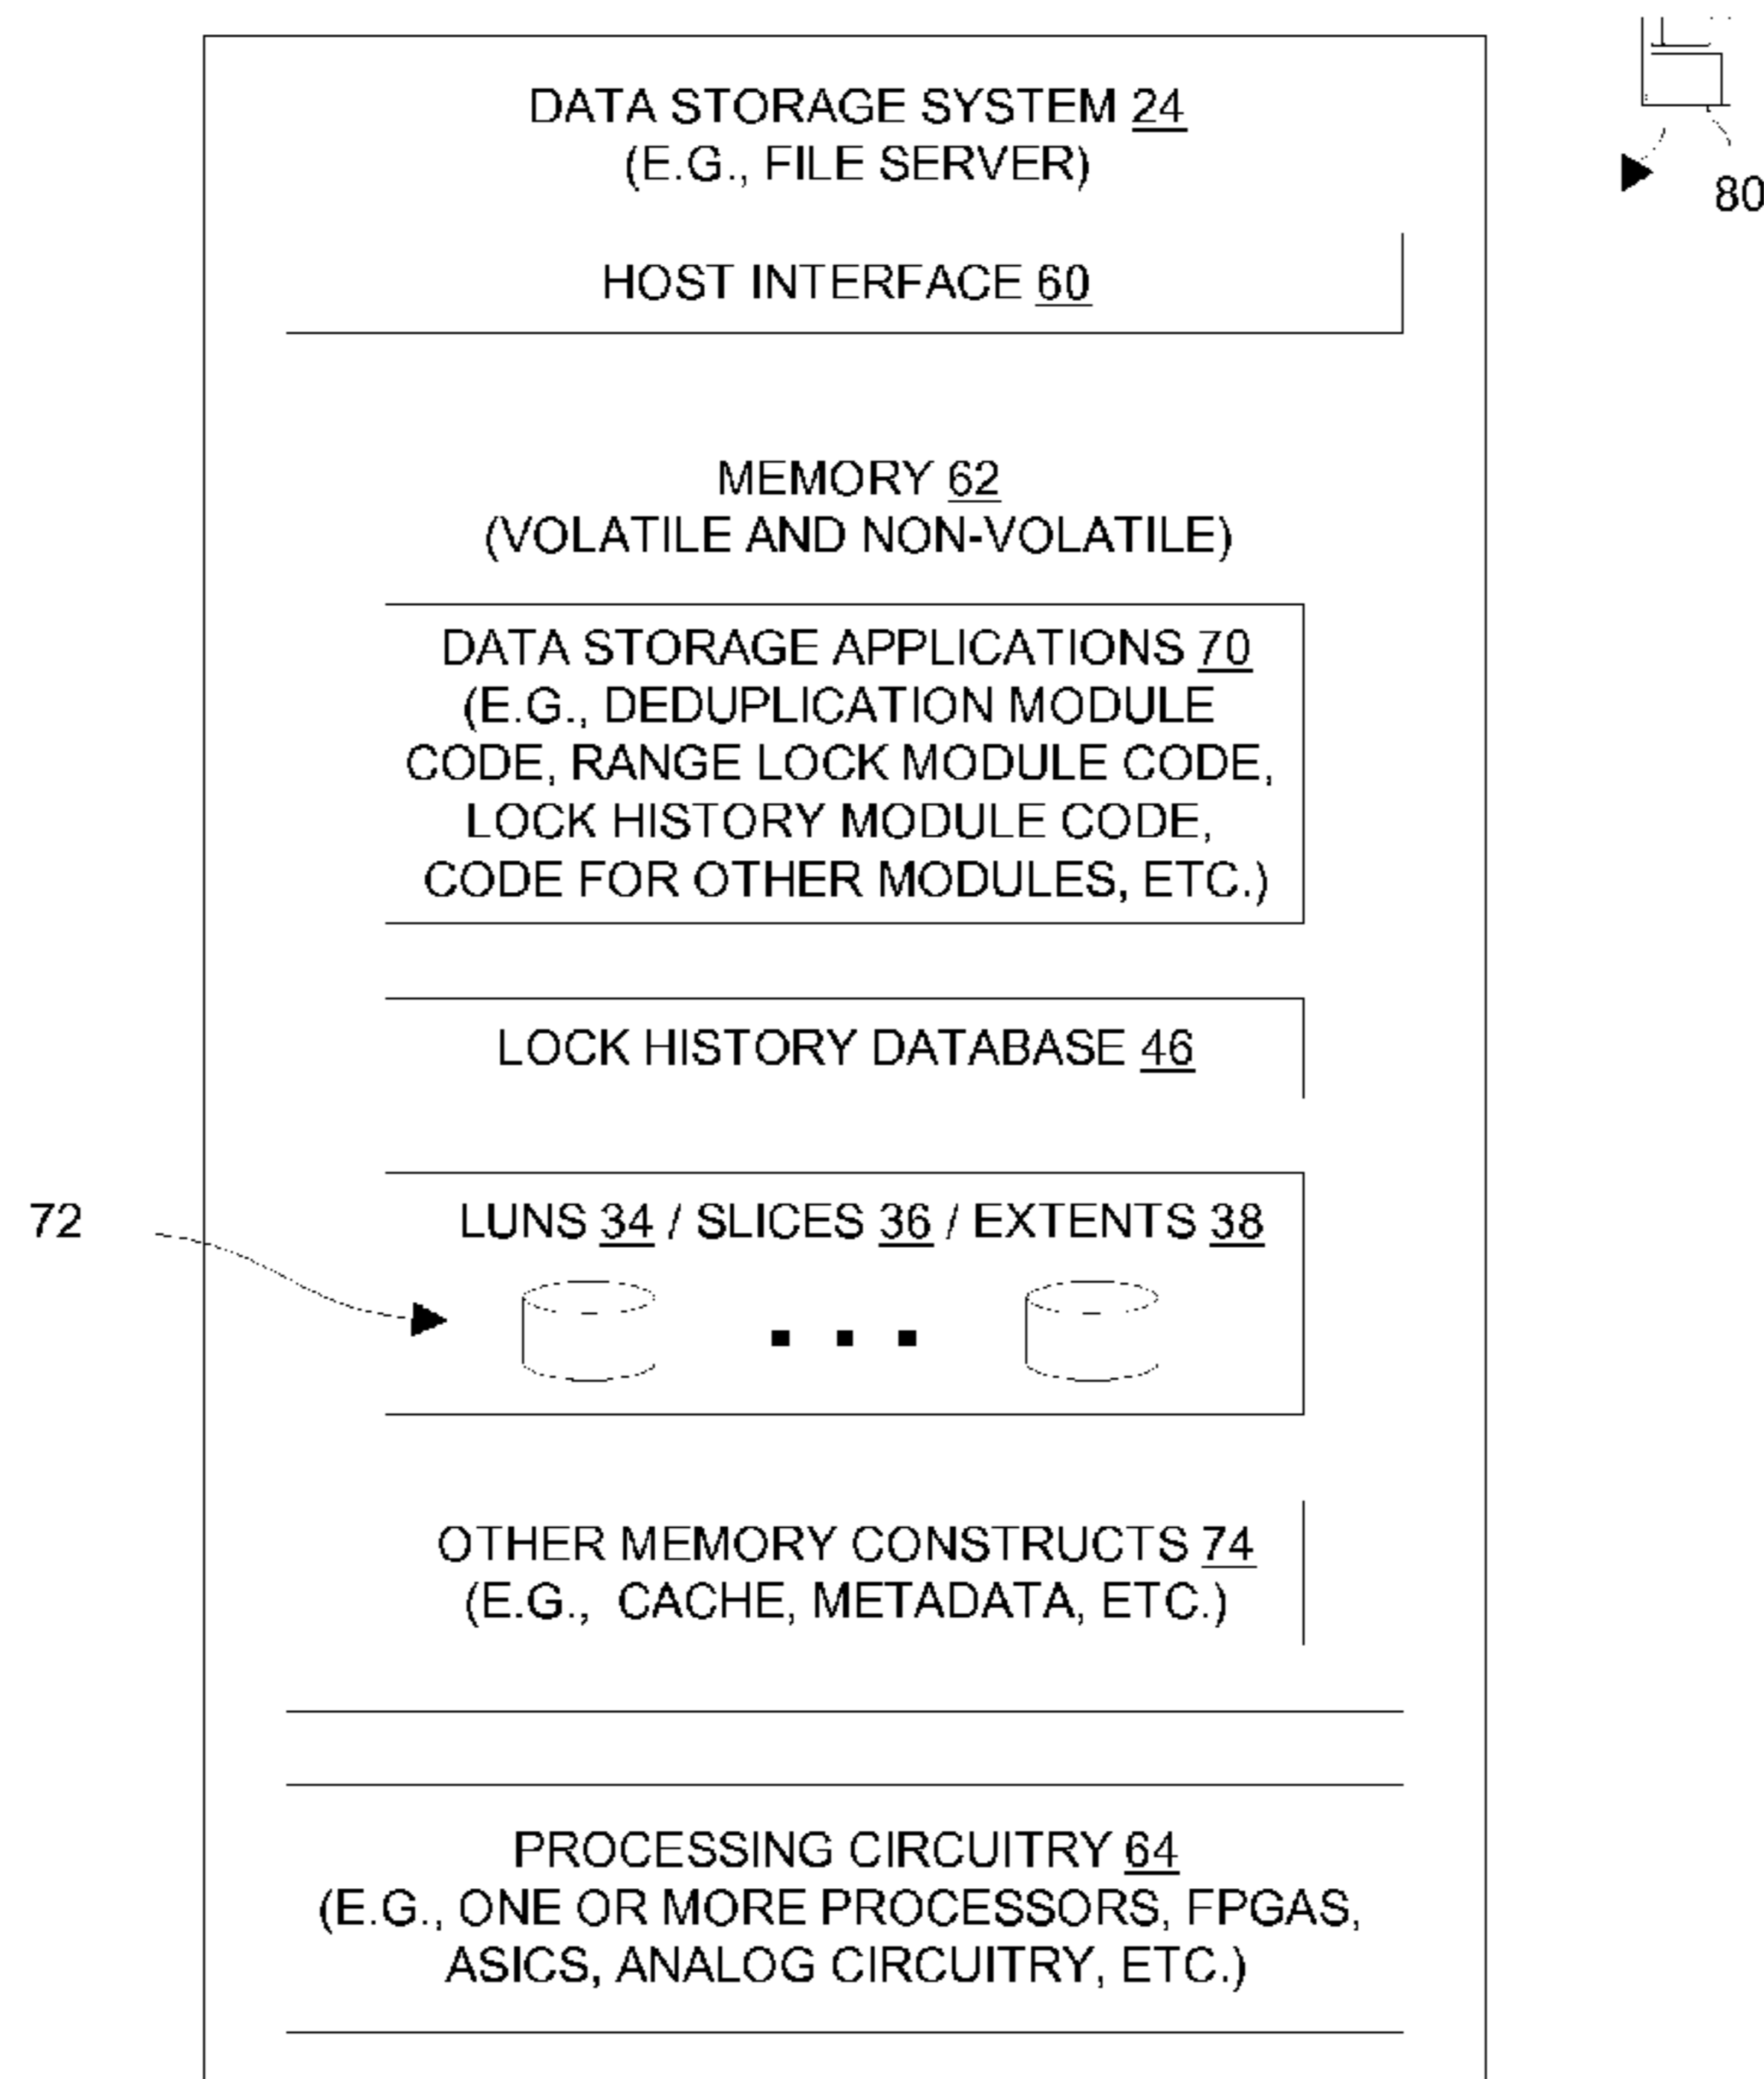 DATA STORAGE SYSTEM 24
(E.G., FILE SERVER)
80
HOST INTERFACE 60
MEMORY 62
(VOLATILE AND NON-VOLATILE)
DATA STORAGE APPLICATIONS 70
(E.G., DEDUPLICATION MODULE
CODE, RANGE LOCK MODULE CODE,
LOCK HISTORY MODULE CODE,
CODE FOR OTHER MODULES, ETC.)
LOCK HISTORY DATABASE 46
72
LUNS 34 / SLICES 36 / EXTENTS 38
OTHER MEMORY CONSTRUCTS 74
(E.G., CACHE, METADATA, ETC.)
PROCESSING CIRCUITRY 64
(E.G., ONE OR MORE PROCESSORS, FPGAS,
ASICS, ANALOG CIRCUITRY, ETC.)